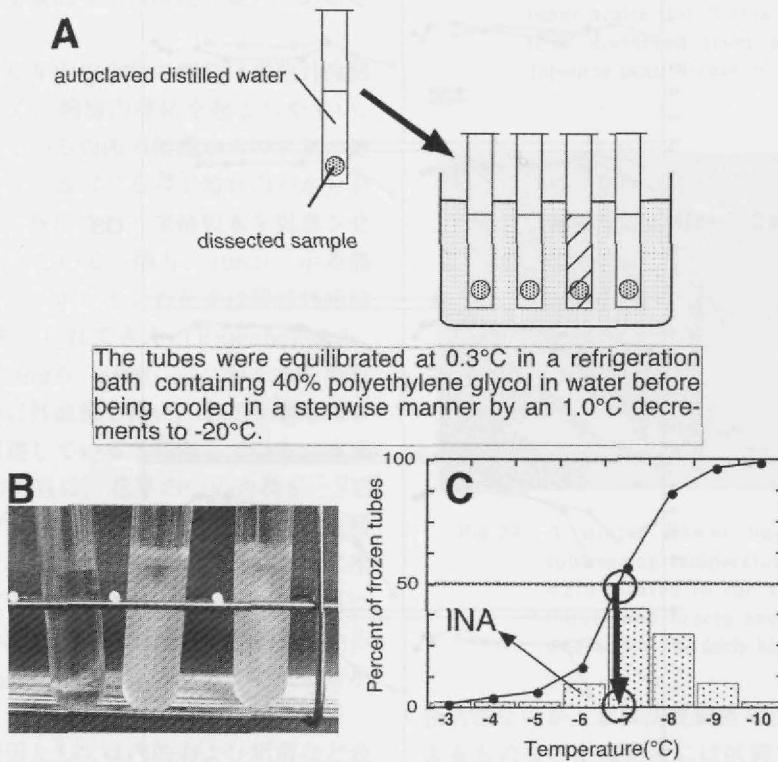 A
autoclaved distilled water
dissected sample
The tubes were equilibrated at 0.3°C in a refrigeration
bath containing 40% polyethylene glycol in water before
being cooled in a stepwise manner by an 1.0°C decre-
ments to -20°C.
B
C
100
50
0
Percent of frozen tubes
INA
-3 -4 -5 -6 -7 -8 -9 -10
Temperature(°C)